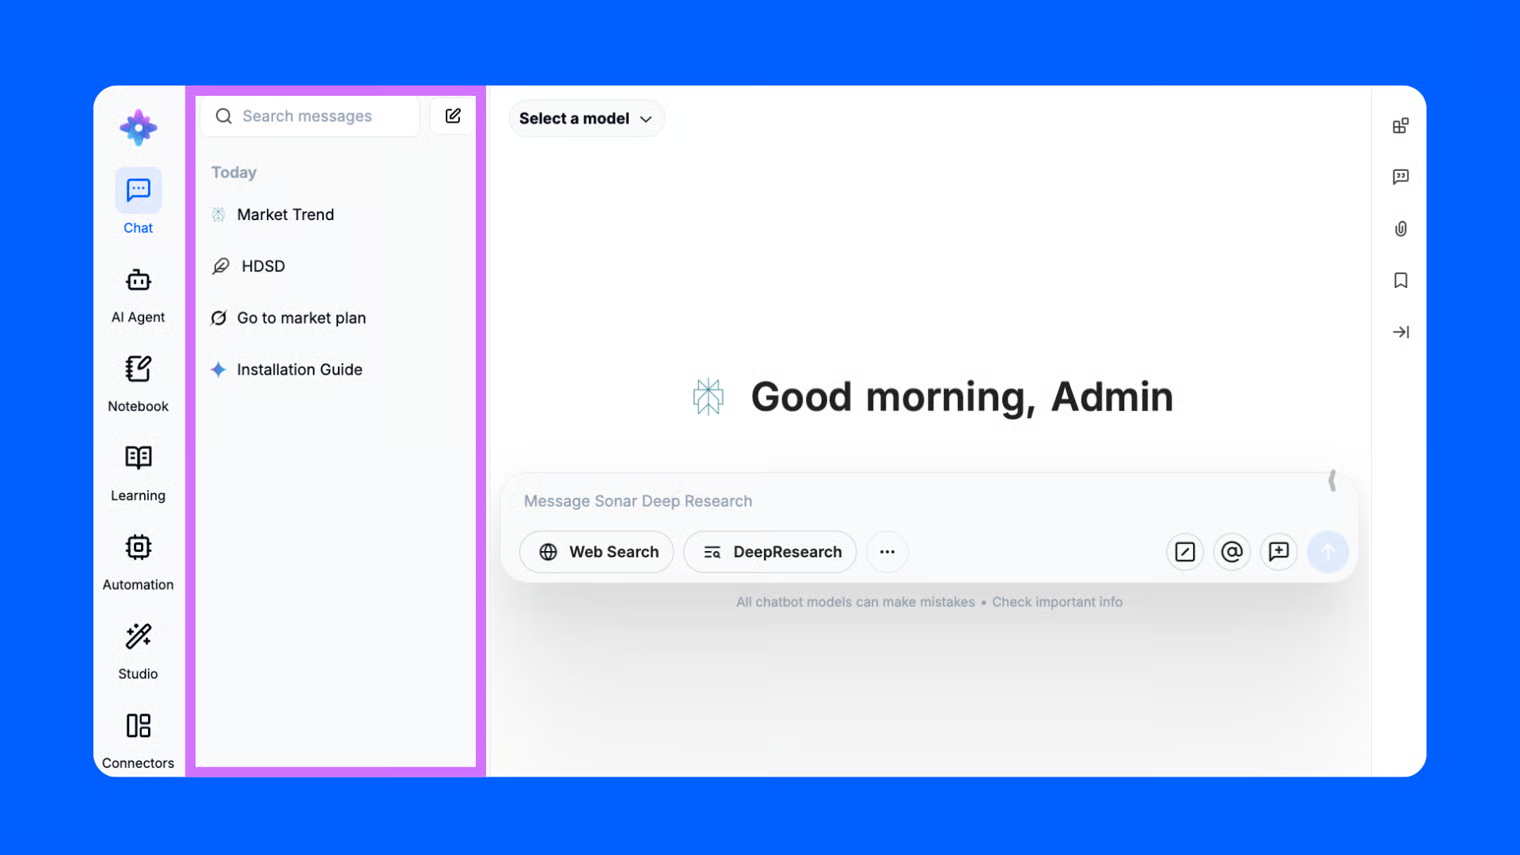 Search messages
Today
Market Trend
HDSD
Go to market plan
Installation Guide
Chat
AI Agent
Notebook
Learning
Automation
Studio
Connectors
Select a model
Good morning, Admin
Message Sonar Deep Research
Web Search
DeepResearch
All chatbot models can make mistakes • Check important info